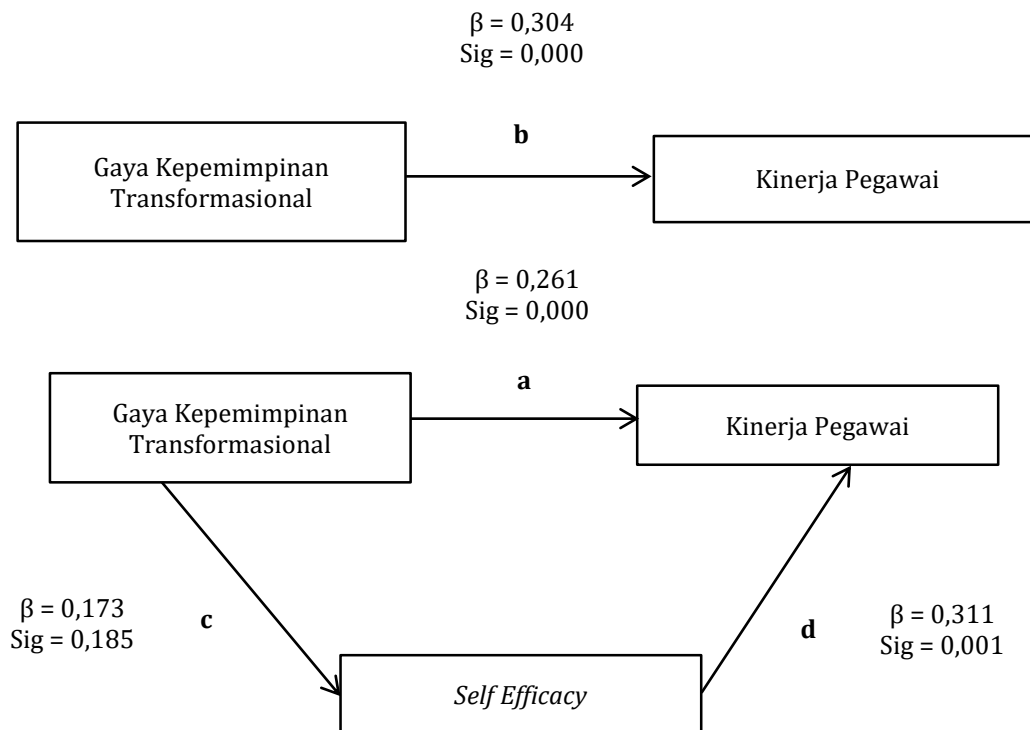 β = 0,304
Sig = 0,000
b
Gaya Kepemimpinan
Transformasional
Kinerja Pegawai
β = 0,261
Sig = 0,000
a
Gaya Kepemimpinan
Transformasional
Kinerja Pegawai
β = 0,173
Sig = 0,185
c
d
β = 0,311
Sig = 0,001
Self Efficacy